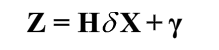 Z = HδX + γ